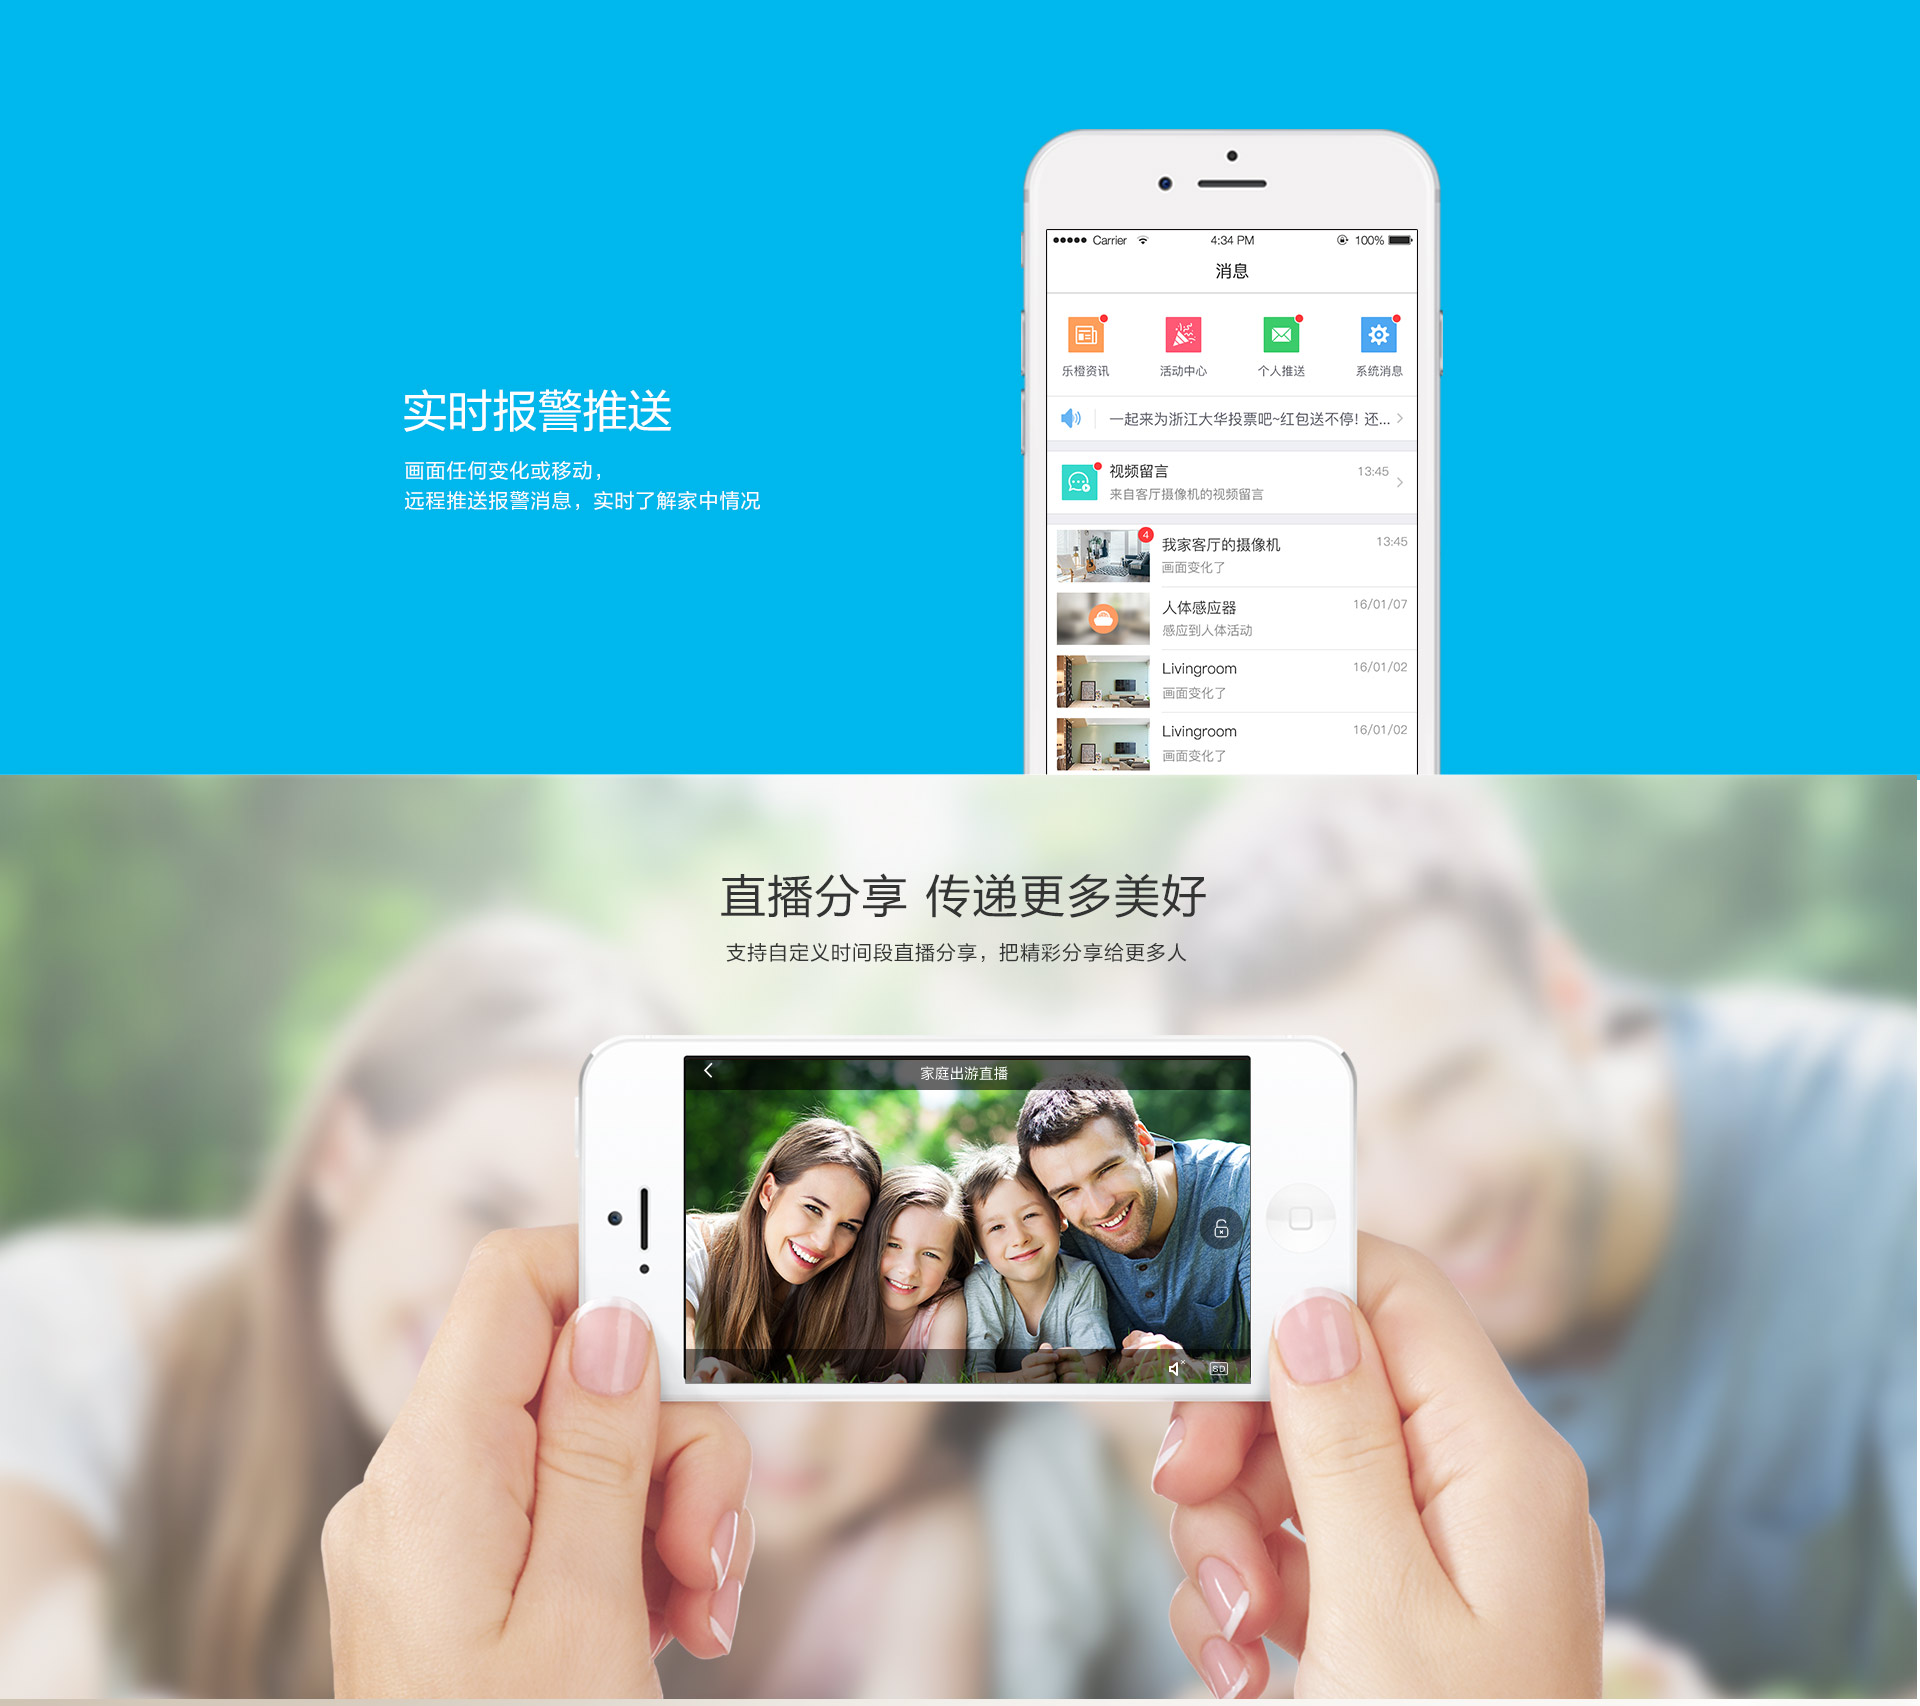 实时报警推送
画面任何变化或移动，
远程推送报警消息，实时了解家中情况
Carrier 4:34 PM 100%
消息
乐橙资讯 活动中心 个人推送 系统消息
一起来为浙江大华投票吧~红包送不停! 还...
视频留言 13:45
来自客厅摄像机的视频留言
4 我家客厅的摄像机 13:45
画面变化了
人体感应器 16/01/07
感应到人体活动
Livingroom 16/01/02
画面变化了
Livingroom 16/01/02
画面变化了
直播分享 传递更多美好
支持自定义时间段直播分享，把精彩分享给更多人
家庭出游直播
SD